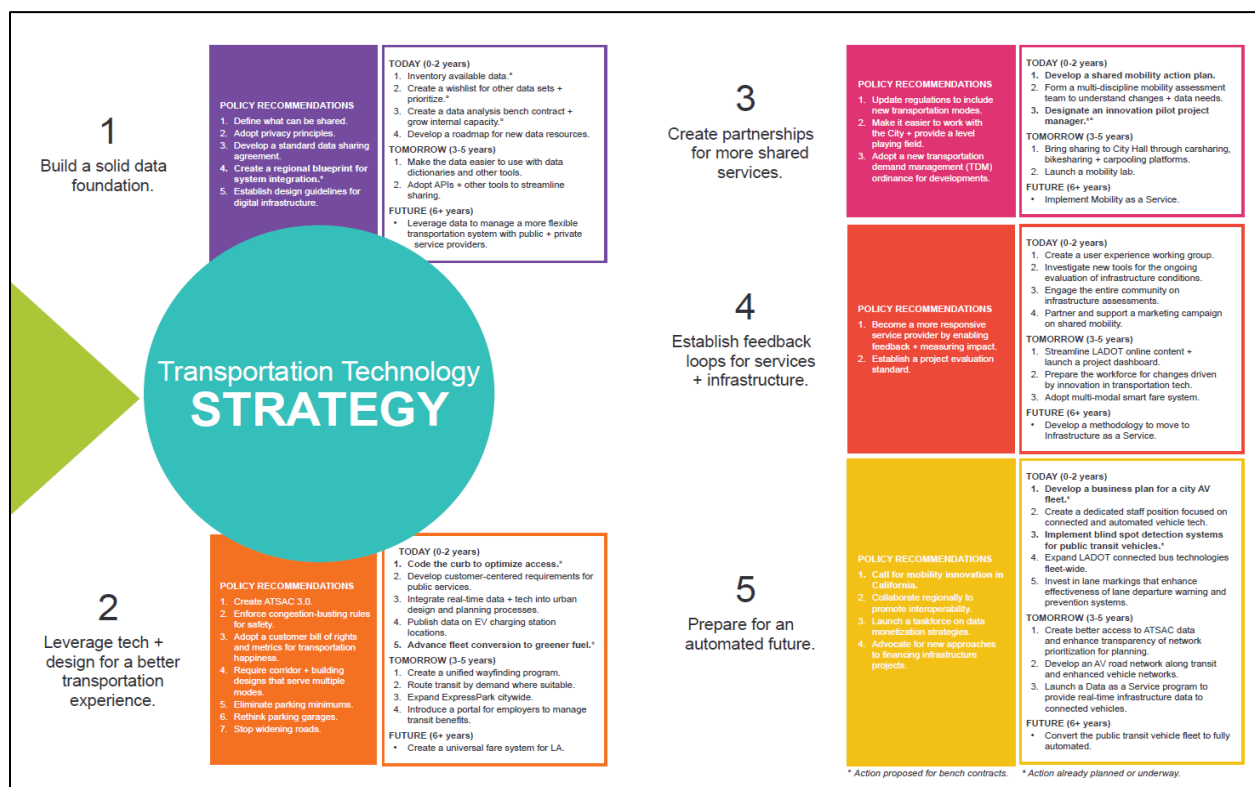 1
Build a solid data
foundation.
POLICY RECOMMENDATIONS
1. Define what can be shared.
2. Adopt privacy principles.
3. Develop a standard data sharing
agreement.
4. Create a regional blueprint for
system integration.*
5. Establish design guidelines for
digital infrastructure.
TODAY (0-2 years)
1. Inventory available data.*
2. Create a wishlist for other data sets +
prioritize.*
3. Create a data analysis bench contract +
grow internal capacity.*
4. Develop a roadmap for new data resources.
TOMORROW (3-5 years)
1. Make the data easier to use with data
dictionaries and other tools.
2. Adopt APIs + other tools to streamline
sharing.
FUTURE (6+ years)
• Leverage data to manage a more flexible
transportation system with public + private
service providers.
Transportation Technology
STRATEGY
2
Leverage tech +
design for a better
transportation
experience.
POLICY RECOMMENDATIONS
1. Create ATSAC 3.0.
2. Enforce congestion-busting rules
for safety.
3. Adopt a customer bill of rights
and metrics for transportation
happiness.
4. Require corridor + building
designs that serve multiple
modes.
5. Eliminate parking minimums.
6. Rethink parking garages.
7. Stop widening roads.
TODAY (0-2 years)
1. Code the curb to optimize access.*
2. Develop customer-centered requirements for
public services.
3. Integrate real-time data + tech into urban
design and planning processes.
4. Publish data on EV charging station
locations.
5. Advance fleet conversion to greener fuel.*
TOMORROW (3-5 years)
1. Create a unified wayfinding program.
2. Route transit by demand where suitable.
3. Expand ExpressPark citywide.
4. Introduce a portal for employers to manage
transit benefits.
FUTURE (6+ years)
• Create a universal fare system for LA.
3
Create partnerships
for more shared
services.
POLICY RECOMMENDATIONS
1. Update regulations to include
new transportation modes.
2. Make it easier to work with
the City + provide a level
playing field.
3. Adopt a new transportation
demand management (TDM)
ordinance for developments.
TODAY (0-2 years)
1. Develop a shared mobility action plan.
2. Form a multi-discipline mobility assessment
team to understand changes + data needs.
3. Designate an innovation pilot project
manager.**
TOMORROW (3-5 years)
1. Bring sharing to City Hall through carsharing,
bikesharing + carpooling platforms.
2. Launch a mobility lab.
FUTURE (6+ years)
• Implement Mobility as a Service.
4
Establish feedback
loops for services
+ infrastructure.
POLICY RECOMMENDATIONS
1. Become a more responsive
service provider by enabling
feedback + measuring impact.
2. Establish a project evaluation
standard.
TODAY (0-2 years)
1. Create a user experience working group.
2. Investigate new tools for the ongoing
evaluation of infrastructure conditions.
3. Engage the entire community on
infrastructure assessments.
4. Partner and support a marketing campaign
on shared mobility.
TOMORROW (3-5 years)
1. Streamline LADOT online content +
launch a project dashboard.
2. Prepare the workforce for changes driven
by innovation in transportation tech.
3. Adopt multi-modal smart fare system.
FUTURE (6+ years)
• Develop a methodology to move to
Infrastructure as a Service.
5
Prepare for an
automated future.
POLICY RECOMMENDATIONS
1. Call for mobility innovation in
California.
2. Collaborate regionally to
promote interoperability.
3. Launch a taskforce on data
monetization strategies.
4. Advocate for new approaches
to financing infrastructure
projects.
TODAY (0-2 years)
1. Develop a business plan for a city AV
fleet.*
2. Create a dedicated staff position focused on
connected and automated vehicle tech.
3. Implement blind spot detection systems for
public transit vehicles.*
4. Expand LADOT connected bus technologies
fleet-wide.
5. Invest in lane markings that enhance
effectiveness of lane departure warning and
prevention systems.
TOMORROW (3-5 years)
1. Create better access to ATSAC data
and enhance transparency of network
prioritization for planning.
2. Develop an AV road network along transit
and enhanced vehicle networks.
3. Launch a Data as a Service program to
provide real-time infrastructure data to
connected vehicles.
FUTURE (6+ years)
• Convert the public transit vehicle fleet to fully
automated.
* Action proposed for bench contracts. * Action already planned or underway.